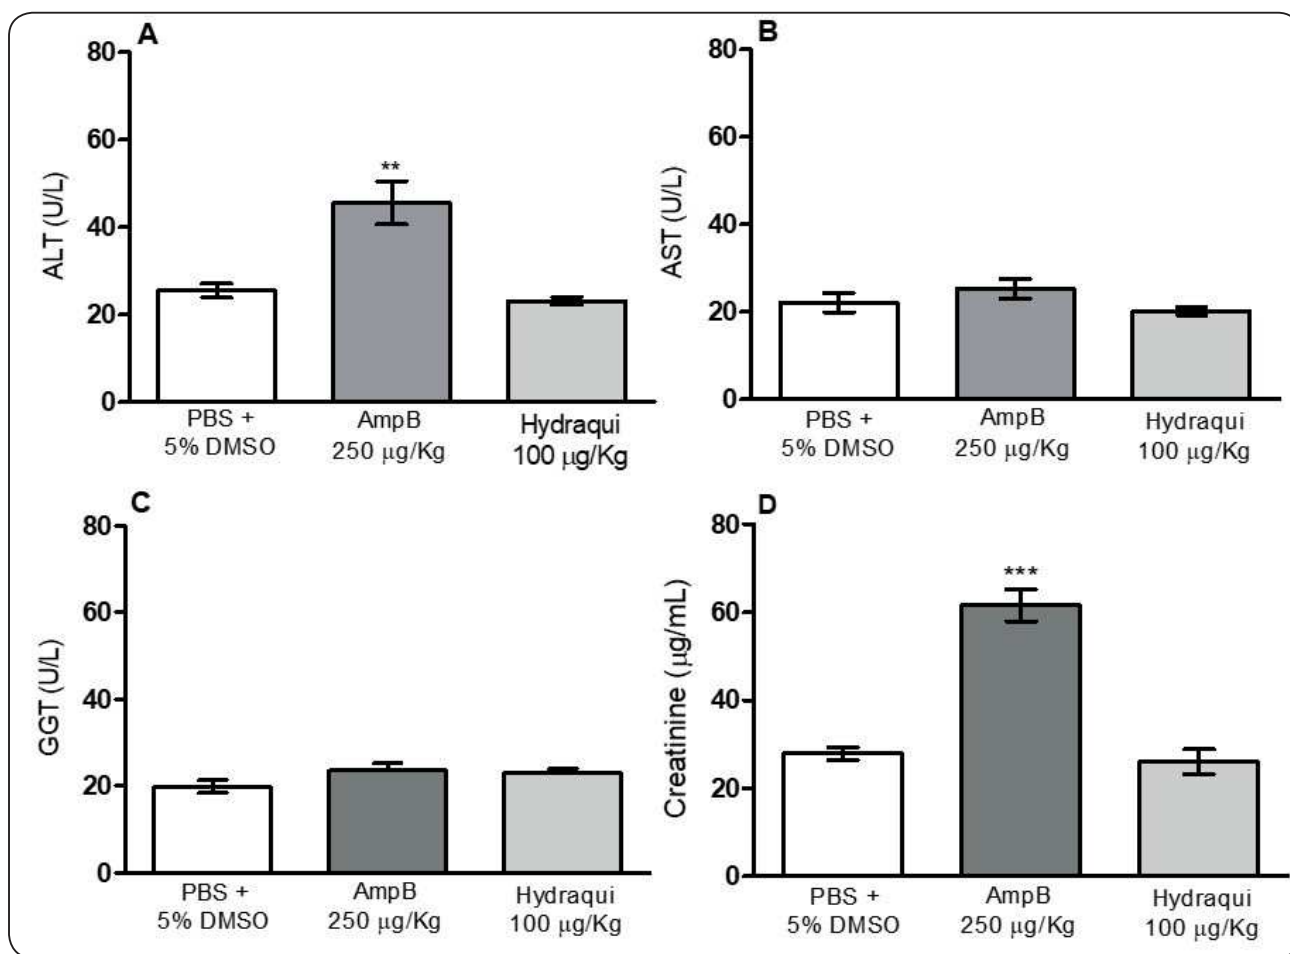 A
80
60
40
20
0
ALT (U/L)
**
PBS +
5% DMSO
AmpB
250 μg/Kg
Hydraqui
100 μg/Kg
B
80
60
40
20
0
AST (U/L)
PBS +
5% DMSO
AmpB
250 μg/Kg
Hydraqui
100 μg/Kg
C
80
60
40
20
0
GGT (U/L)
PBS +
5% DMSO
AmpB
250 μg/Kg
Hydraqui
100 μg/Kg
D
80
60
40
20
0
Creatinine (μg/mL)
***
PBS +
5% DMSO
AmpB
250 μg/Kg
Hydraqui
100 μg/Kg